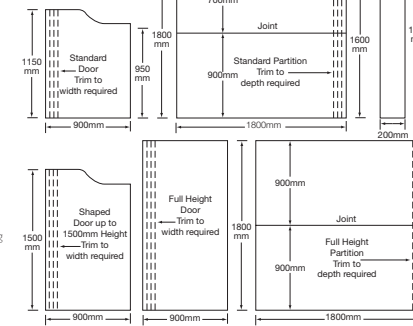 700mm
Joint
1150
mm
Standard
Door
Trim to
width required
950
mm
1800
mm
900mm
Standard Partition
Trim to
depth required
1600
mm
900mm
1800mm
200mm
1500
mm
Shaped
Door up to
1500mm Height
Trim to
width required
Full Height
Door
Trim to
width required
1800
mm
900mm
Joint
900mm
Full Height
Partition
Trim to
depth required
900mm
900mm
1800mm